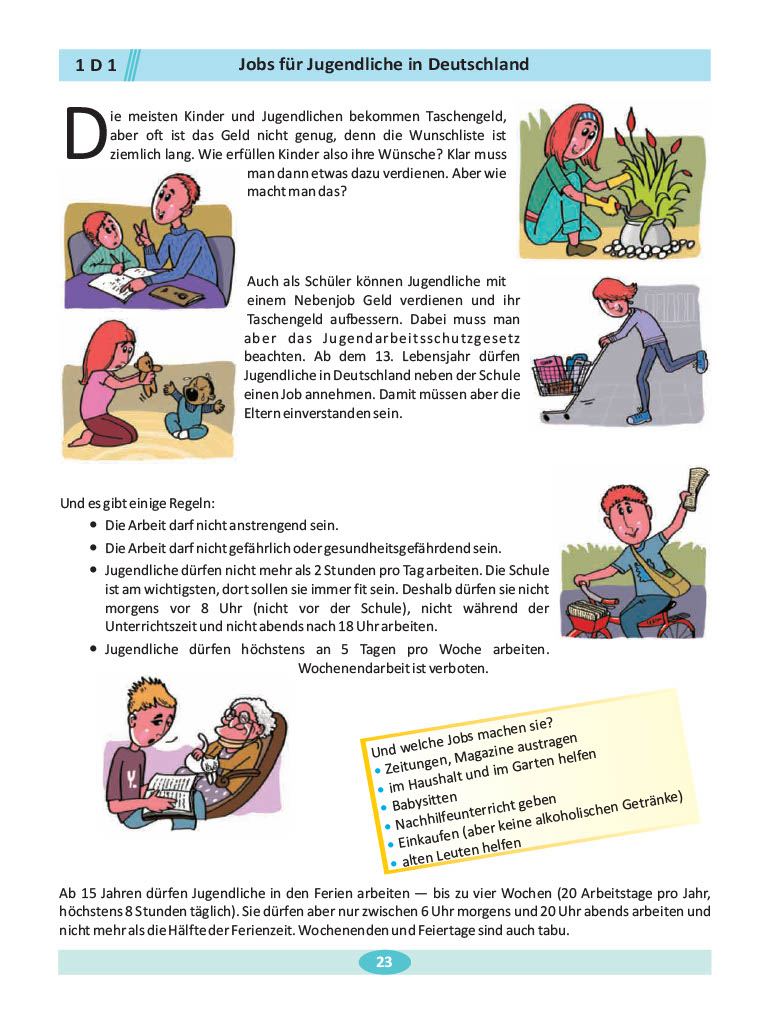 1 D 1
Jobs für Jugendliche in Deutschland
Die meisten Kinder und Jugendlichen bekommen Taschengeld,
aber oft ist das Geld nicht genug, denn die Wunschliste ist
ziemlich lang. Wie erfüllen Kinder also ihre Wünsche? Klar muss
man dann etwas dazu verdienen. Aber wie
macht man das?
Auch als Schüler können Jugendliche mit
einem Nebenjob Geld verdienen und ihr
Taschengeld aufbessern. Dabei muss man
aber das Jugendarbeitsschutzgesetz
beachten. Ab dem 13. Lebensjahr dürfen
Jugendliche in Deutschland neben der Schule
einen Job annehmen. Damit müssen aber die
Eltern einverstanden sein.
Und es gibt einige Regeln:
• Die Arbeit darf nicht anstrengend sein.
• Die Arbeit darf nicht gefährlich oder gesundheitsgefährdend sein.
• Jugendliche dürfen nicht mehr als 2 Stunden pro Tag arbeiten. Die Schule
ist am wichtigsten, dort sollen sie immer fit sein. Deshalb dürfen sie nicht
morgens vor 8 Uhr (nicht vor der Schule), nicht während der
Unterrichtszeit und nicht abends nach 18 Uhr arbeiten.
• Jugendliche dürfen höchstens an 5 Tagen pro Woche arbeiten.
Wochenendarbeit ist verboten.
Y.
Und welche Jobs machen sie?
• Zeitungen, Magazine austragen
• im Haushalt und im Garten helfen
• Babysitten
• Nachhilfeunterricht geben
• Einkaufen (aber keine alkoholischen Getränke)
• alten Leuten helfen
Ab 15 Jahren dürfen Jugendliche in den Ferien arbeiten — bis zu vier Wochen (20 Arbeitstage pro Jahr,
höchstens 8 Stunden täglich). Sie dürfen aber nur zwischen 6 Uhr morgens und 20 Uhr abends arbeiten und
nicht mehr als die Hälfte der Ferienzeit. Wochenenden und Feiertage sind auch tabu.
23